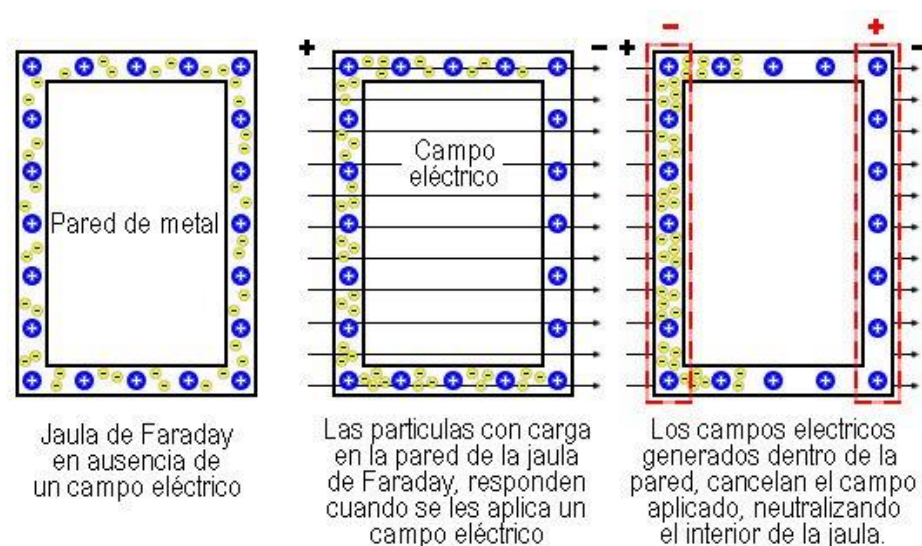 Pared de metal
Jaula de Faraday
en ausencia de
un campo eléctrico
+ −
Campo
eléctrico
Las particulas con carga
en la pared de la jaula
de Faraday, responden
cuando se les aplica un
campo eléctrico
− +
+ −
Los campos electricos
generados dentro de la
pared, cancelan el campo
aplicado, neutralizando
el interior de la jaula.